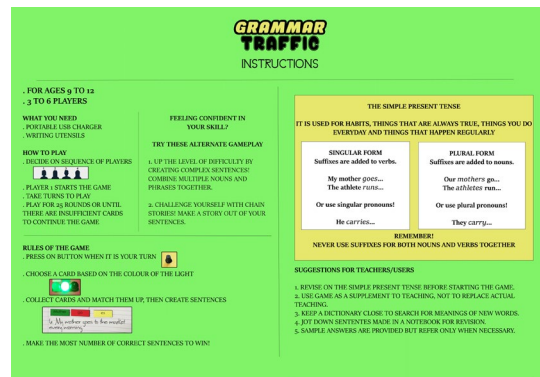 GRAMMAR
TRAFFIC
INSTRUCTIONS
. FOR AGES 9 TO 12
. 3 TO 6 PLAYERS
WHAT YOU NEED
. PORTABLE USB CHARGER
. WRITING UTENSILS
HOW TO PLAY
. DECIDE ON SEQUENCE OF PLAYERS
. PLAYER 1 STARTS THE GAME
. TAKE TURNS TO PLAY
. PLAY FOR 25 ROUNDS OR UNTIL
THERE ARE INSUFFICIENT CARDS
TO CONTINUE THE GAME
FEELING CONFIDENT IN
YOUR SKILL?
TRY THESE ALTERNATE GAMEPLAY
1. UP THE LEVEL OF DIFFICULTY BY
CREATING COMPLEX SENTENCES!
COMBINE MULTIPLE NOUNS AND
PHRASES TOGETHER.
2. CHALLENGE YOURSELF WITH CHAIN
STORIES! MAKE A STORY OUT OF YOUR
SENTENCES.
RULES OF THE GAME
. PRESS ON BUTTON WHEN IT IS YOUR TURN
. CHOOSE A CARD BASED ON THE COLOUR OF THE LIGHT
. COLLECT CARDS AND MATCH THEM UP, THEN CREATE SENTENCES
My mother goes to the market
every morning
. MAKE THE MOST NUMBER OF CORRECT SENTENCES TO WIN!
THE SIMPLE PRESENT TENSE
IT IS USED FOR HABITS, THINGS THAT ARE ALWAYS TRUE, THINGS YOU DO
EVERYDAY AND THINGS THAT HAPPEN REGULARLY
SINGULAR FORM
Suffixes are added to verbs.
My mother goes...
The athlete runs...
Or use singular pronouns!
He carries...
PLURAL FORM
Suffixes are added to nouns.
Our mothers go...
The athletes run...
Or use plural pronouns!
They carry...
REMEMBER!
NEVER USE SUFFIXES FOR BOTH NOUNS AND VERBS TOGETHER
SUGGESTIONS FOR TEACHERS/USERS
1. REVISE ON THE SIMPLE PRESENT TENSE BEFORE STARTING THE GAME.
2. USE GAME AS A SUPPLEMENT TO TEACHING, NOT TO REPLACE ACTUAL
TEACHING.
3. KEEP A DICTIONARY CLOSE TO SEARCH FOR MEANINGS OF NEW WORDS.
4. JOT DOWN SENTENTES MADE IN A NOTEBOOK FOR REVISION.
5. SAMPLE ANSWERS ARE PROVIDED BUT REFER ONLY WHEN NECESSARY.